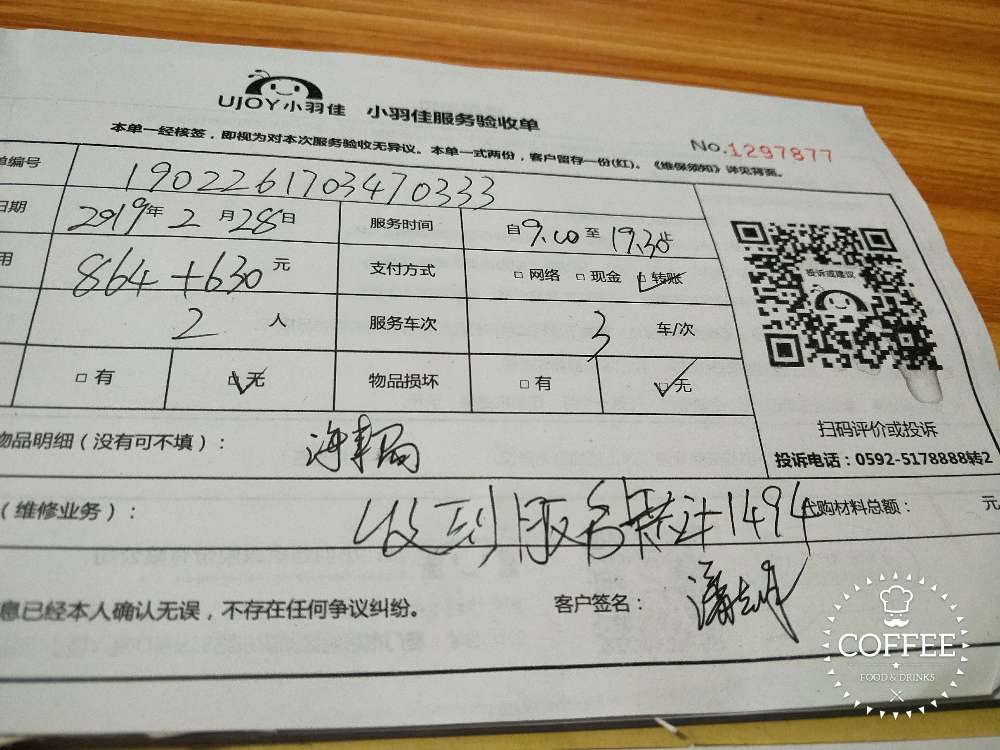 UJOY小羽佳 小羽佳服务验收单
No.1297877
本单一经核签，即视为对本次服务验收无异议。本单一式两份，客户留存一份(红)。《维保须知》详见背面。
单编号 1902261703470333
日期 2019年2月28日 服务时间 自9.00至19.30止
用 864+630元 支付方式 □网络 □现金 ☑转账
2人 服务车次 3车/次
□有 ☑无 物品损坏 □有 ☑无
投诉或建议
扫码评价或投诉
投诉电话：0592-5178888转2
物品明细（没有可不填）：
（维修业务）： 收到服务费计1494 代购材料总额： 元
息已经本人确认无误，不存在任何争议纠纷。 客户签名：
COFFEE
FOOD & DRINKS